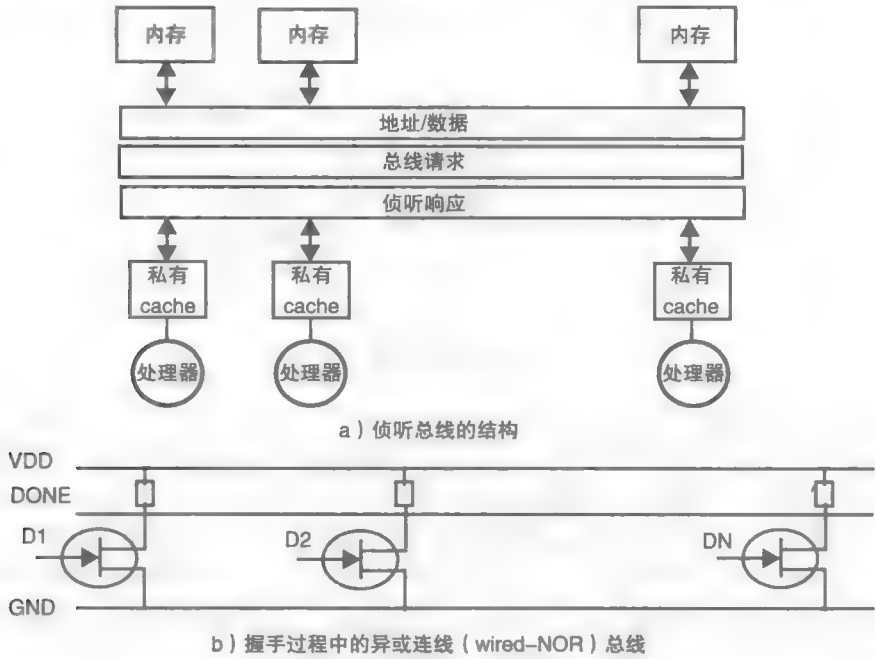 内存 内存 内存
地址/数据
总线请求
侦听响应
私有 私有 私有
cache cache cache
处理器 处理器 处理器
a）侦听总线的结构
VDD
DONE
D1 D2 DN
GND
b）握手过程中的异或连线（wired-NOR）总线